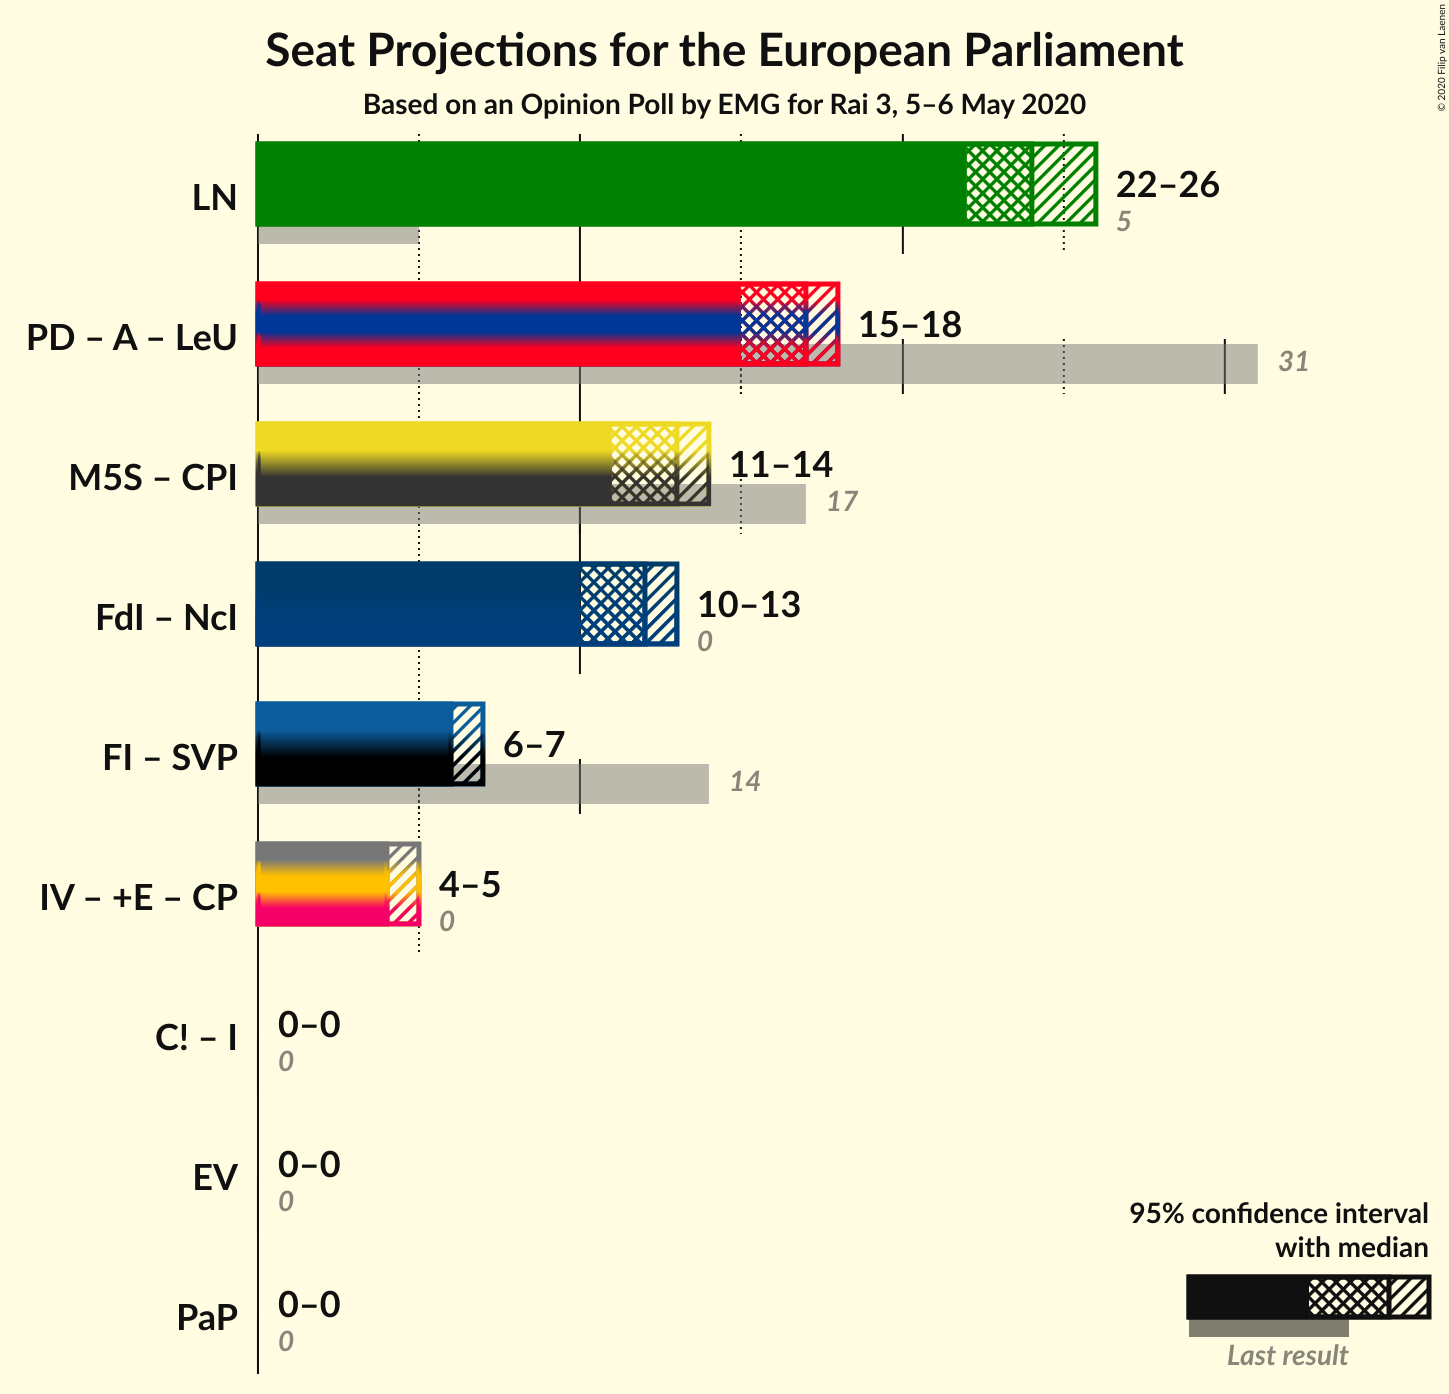 Seat Projections for the European Parliament
Based on an Opinion Poll by EMG for Rai 3, 5–6 May 2020
© 2020 Filip van Laenen
LN
22–26
5
PD – A – LeU
15–18
31
M5S – CPI
11–14
17
FdI – NcI
10–13
0
FI – SVP
6–7
14
IV – +E – CP
4–5
0
C! – I
0–0
0
EV
0–0
0
PaP
0–0
0
95% confidence interval
with median
Last result